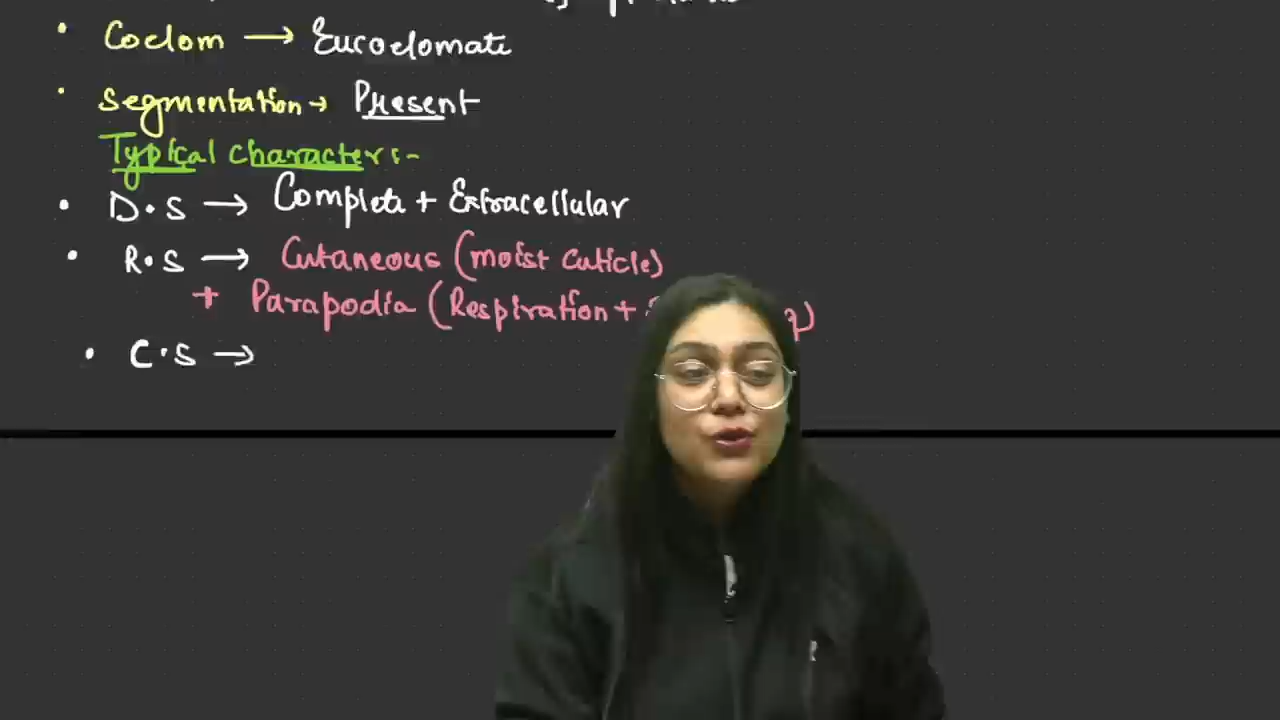 • Coelom → Eucoelomate
• Segmentation → Present
Typical characters:-
• D.S → Complete + Extracellular
• R.S → Cutaneous (moist cuticle)
+ Parapodia (Respiration +
• C.S →